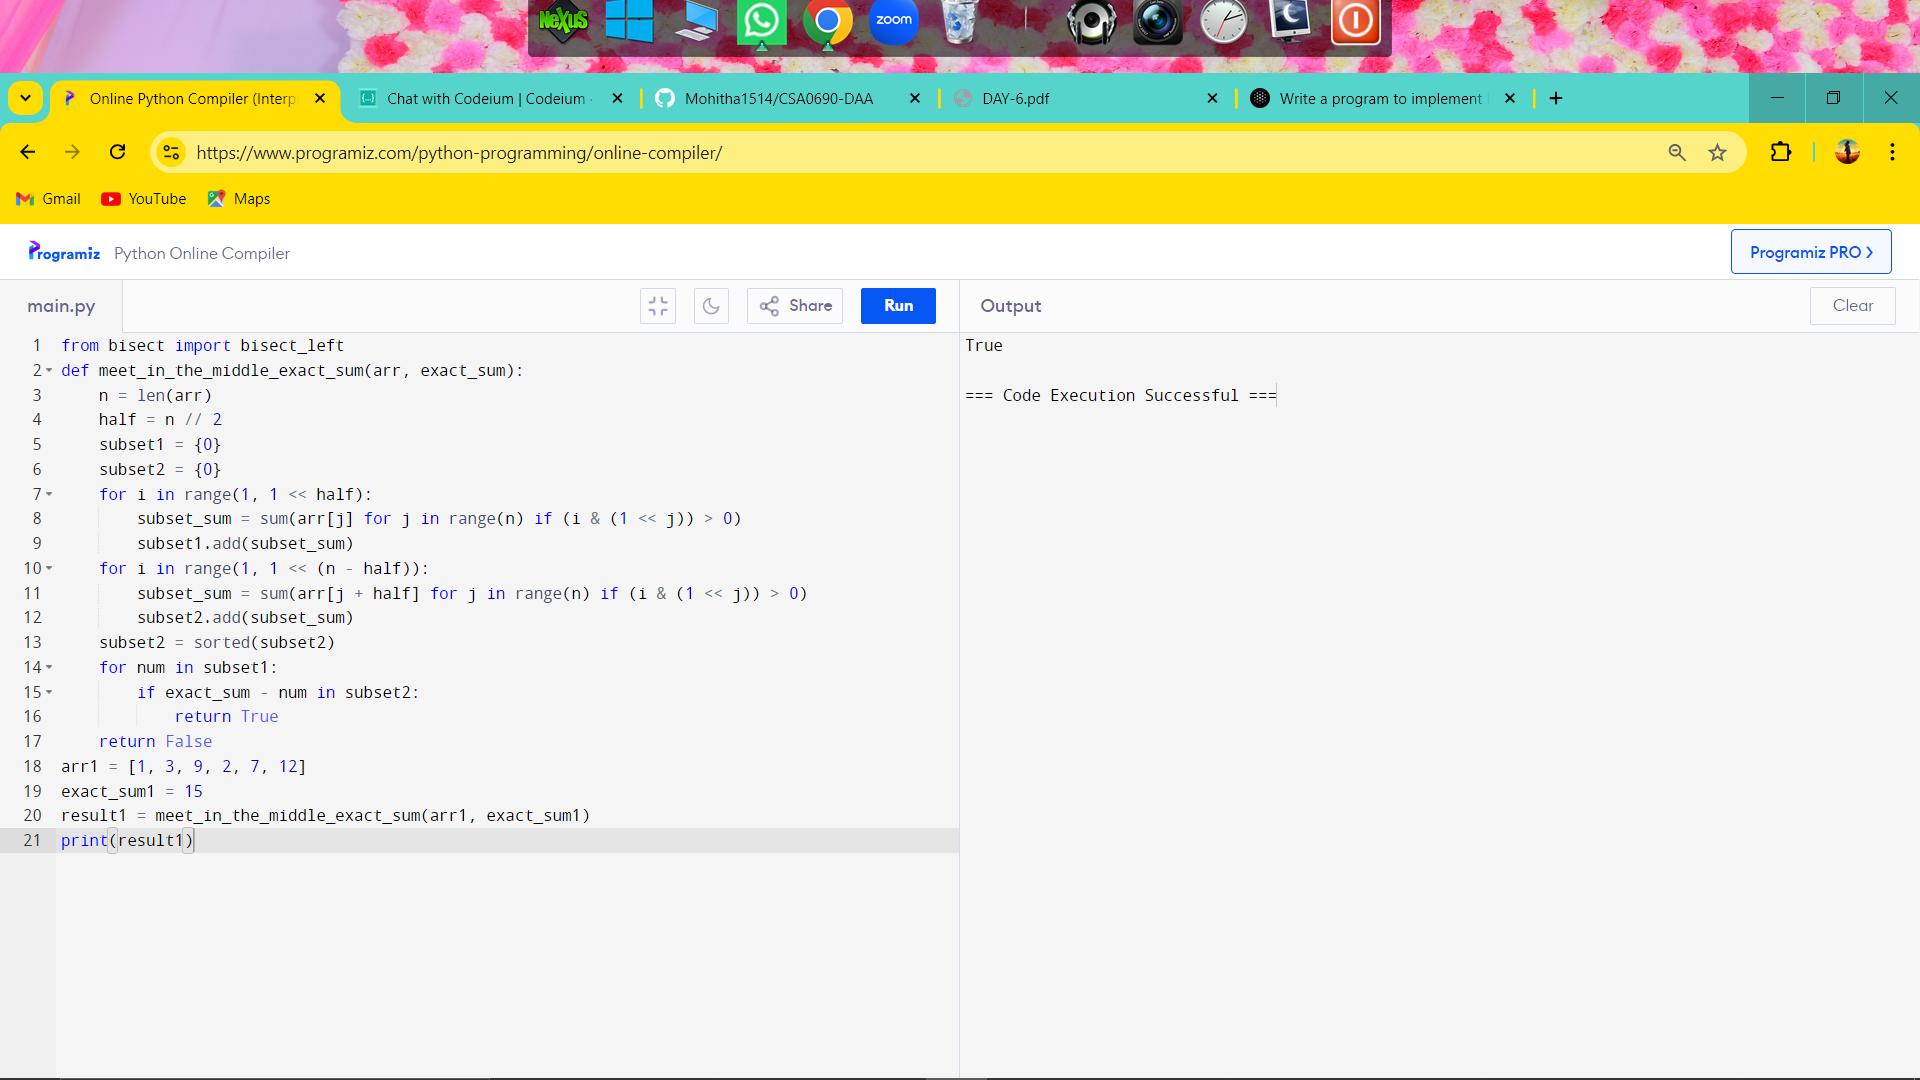 NeXuS
zoom
Online Python Compiler (Interp
Chat with Codeium | Codeium
Mohitha1514/CSA0690-DAA
DAY-6.pdf
Write a program to implement
https://www.programiz.com/python-programming/online-compiler/
Gmail
YouTube
Maps
Programiz
Python Online Compiler
Programiz PRO >
main.py
Share
Run
Output
Clear
1 from bisect import bisect_left
2 def meet_in_the_middle_exact_sum(arr, exact_sum):
3     n = len(arr)
4     half = n // 2
5     subset1 = {0}
6     subset2 = {0}
7     for i in range(1, 1 << half):
8         subset_sum = sum(arr[j] for j in range(n) if (i & (1 << j)) > 0)
9         subset1.add(subset_sum)
10     for i in range(1, 1 << (n - half)):
11         subset_sum = sum(arr[j + half] for j in range(n) if (i & (1 << j)) > 0)
12         subset2.add(subset_sum)
13     subset2 = sorted(subset2)
14     for num in subset1:
15         if exact_sum - num in subset2:
16             return True
17     return False
18 arr1 = [1, 3, 9, 2, 7, 12]
19 exact_sum1 = 15
20 result1 = meet_in_the_middle_exact_sum(arr1, exact_sum1)
21 print(result1)
True
=== Code Execution Successful ===